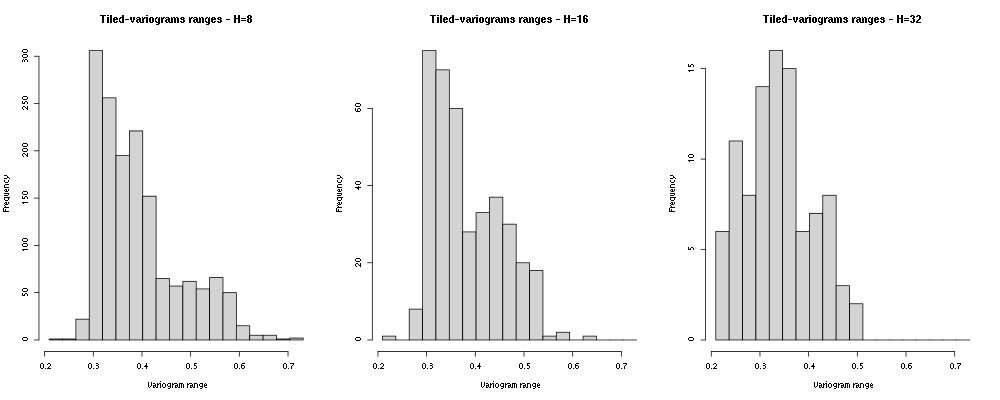 Tiled-variograms ranges - H=8
Frequency
0 50 100 150 200 250 300
0.2 0.3 0.4 0.5 0.6 0.7
Variogram range
Tiled-variograms ranges - H=16
Frequency
0 20 40 60
0.2 0.3 0.4 0.5 0.6 0.7
Variogram range
Tiled-variograms ranges - H=32
Frequency
0 5 10 15
0.2 0.3 0.4 0.5 0.6 0.7
Variogram range